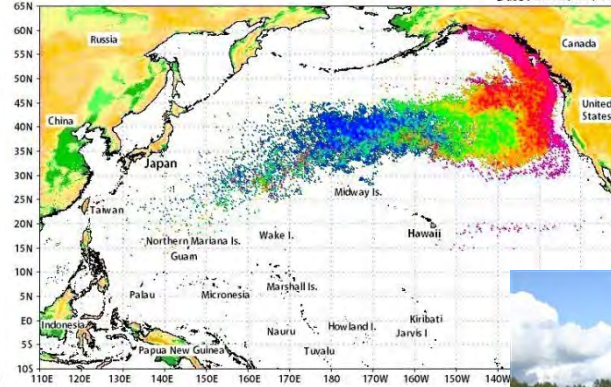 65N
60N
55N
50N
45N
40N
35N
30N
25N
20N
15N
10N
5N
E0
5S
10S
Russia
Canada
China
United
States
Japan
Taiwan
Midway Is.
Northern Mariana Is.
Wake I.
Hawaii
Guam
Marshall Is.
Palau
Micronesia
Indonesia
Nauru
Howland I.
Kiribati
Jarvis I
Papua New Guinea
Tuvalu
110E 120E 130E 140E 150E 160E 170E 180 170W 160W 150W 140W